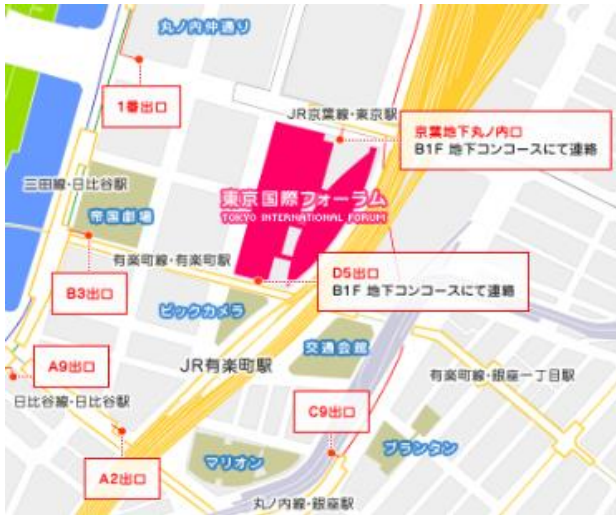 丸ノ内仲通り
1番出口
JR京葉線・東京駅
京葉地下丸ノ内口
B1F 地下コンコースにて連絡
三田線・日比谷駅
帝国劇場
東京国際フォーラム
TOKYO INTERNATIONAL FORUM
有楽町線・有楽町駅
B3出口
D5出口
B1F 地下コンコースにて連絡
ビックカメラ
交通会館
A9出口
JR有楽町駅
有楽町線・銀座一丁目駅
日比谷線・日比谷駅
C9出口
プランタン
マリオン
A2出口
丸ノ内線・銀座駅